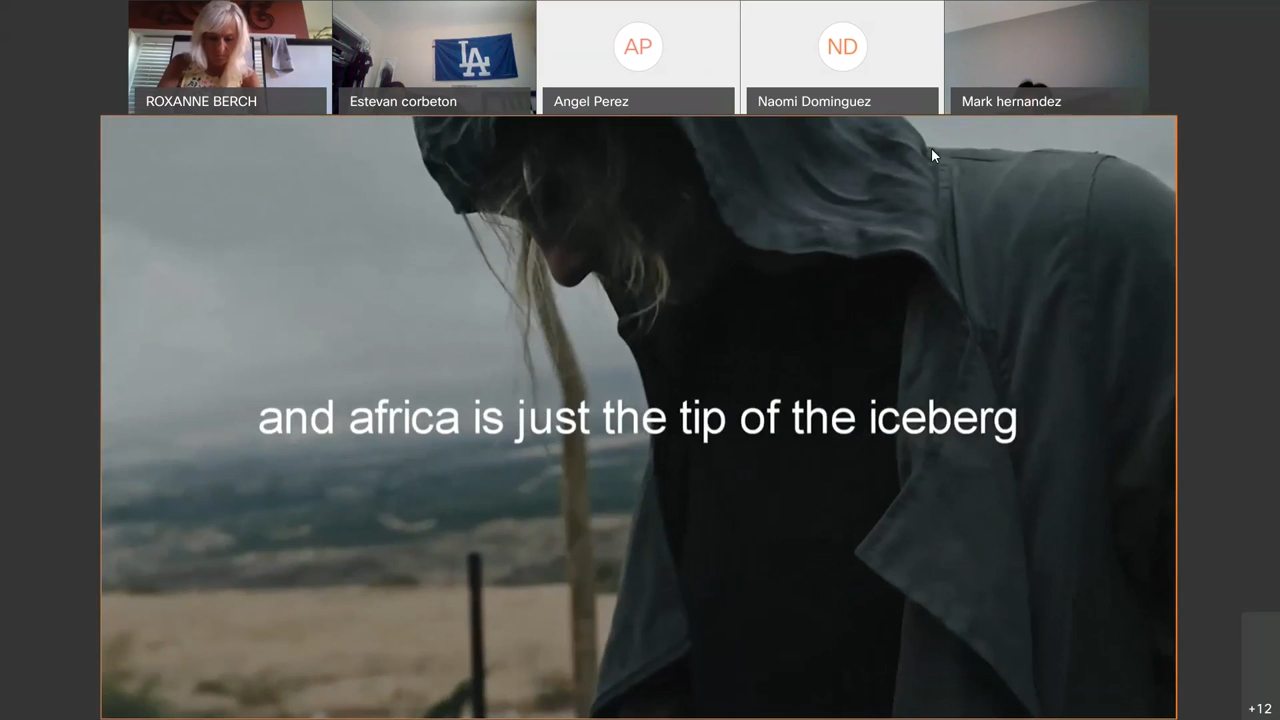 LA
AP
ND
ROXANNE BERCH
Estevan corbeton
Angel Perez
Naomi Dominguez
Mark hernandez
and africa is just the tip of the iceberg
+12